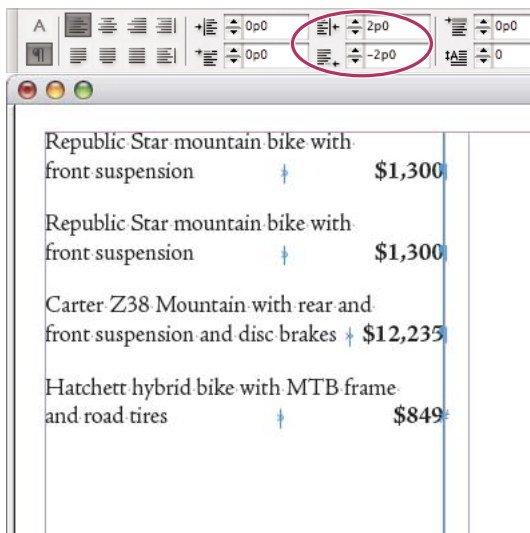 A 0p0 2p0 0p0
¶ 0p0 -2p0 0
Republic Star mountain bike with
front suspension $1,300
Republic Star mountain bike with
front suspension $1,300
Carter Z38 Mountain with rear and
front suspension and disc brakes $12,235
Hatchett hybrid bike with MTB frame
and road tires $849